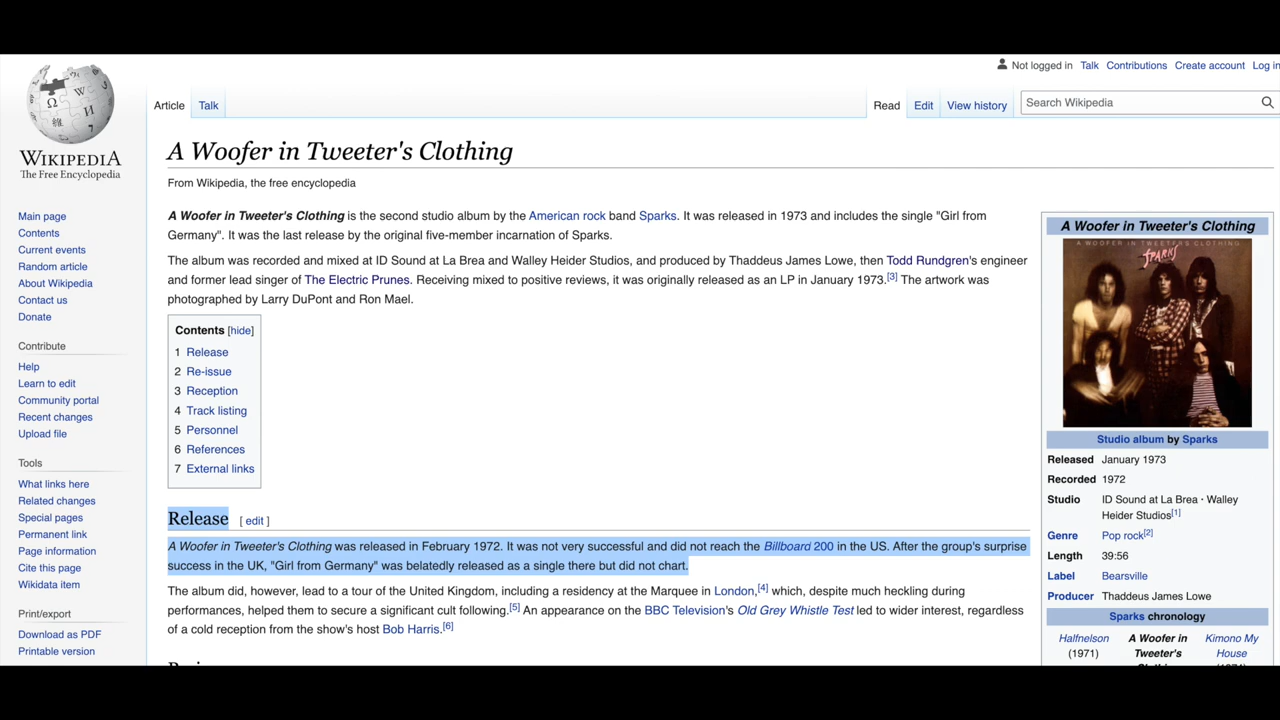 Not logged in Talk Contributions Create account Log in
Article Talk Read Edit View history Search Wikipedia
WIKIPEDIA
The Free Encyclopedia
Main page
Contents
Current events
Random article
About Wikipedia
Contact us
Donate
Contribute
Help
Learn to edit
Community portal
Recent changes
Upload file
Tools
What links here
Related changes
Special pages
Permanent link
Page information
Cite this page
Wikidata item
Print/export
Download as PDF
Printable version
A Woofer in Tweeter's Clothing
From Wikipedia, the free encyclopedia
A Woofer in Tweeter's Clothing is the second studio album by the American rock band Sparks. It was released in 1973 and includes the single "Girl from
Germany". It was the last release by the original five-member incarnation of Sparks.
The album was recorded and mixed at ID Sound at La Brea and Walley Heider Studios, and produced by Thaddeus James Lowe, then Todd Rundgren's engineer
and former lead singer of The Electric Prunes. Receiving mixed to positive reviews, it was originally released as an LP in January 1973.[3] The artwork was
photographed by Larry DuPont and Ron Mael.
Contents [hide]
1 Release
2 Re-issue
3 Reception
4 Track listing
5 Personnel
6 References
7 External links
Release [ edit ]
A Woofer in Tweeter's Clothing was released in February 1972. It was not very successful and did not reach the Billboard 200 in the US. After the group's surprise
success in the UK, "Girl from Germany" was belatedly released as a single there but did not chart.
The album did, however, lead to a tour of the United Kingdom, including a residency at the Marquee in London,[4] which, despite much heckling during
performances, helped them to secure a significant cult following.[5] An appearance on the BBC Television's Old Grey Whistle Test led to wider interest, regardless
of a cold reception from the show's host Bob Harris.[6]
A Woofer in Tweeter's Clothing
A WOOFER IN TWEETER'S CLOTHING
SPARKS
Studio album by Sparks
Released January 1973
Recorded 1972
Studio ID Sound at La Brea · Walley
Heider Studios[1]
Genre Pop rock[2]
Length 39:56
Label Bearsville
Producer Thaddeus James Lowe
Sparks chronology
Halfnelson A Woofer in Kimono My
(1971) Tweeter's House